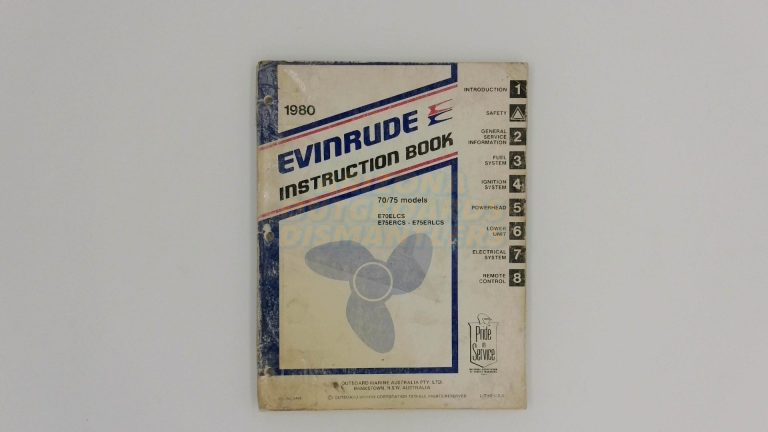 1980
EVINRUDE
INSTRUCTION BOOK
70/75 models
E70ELCS
E75ERCS - E75ERLCS
INTRODUCTION 1
SAFETY
GENERAL
SERVICE
INFORMATION 2
FUEL
SYSTEM 3
IGNITION
SYSTEM 4
POWERHEAD 5
LOWER
UNIT 6
ELECTRICAL
SYSTEM 7
REMOTE
CONTROL 8
Pride
in
Service
OUTBOARD MARINE AUSTRALIA PTY. LTD.
BANKSTOWN, N.S.W. AUSTRALIA
DISMANTLERS